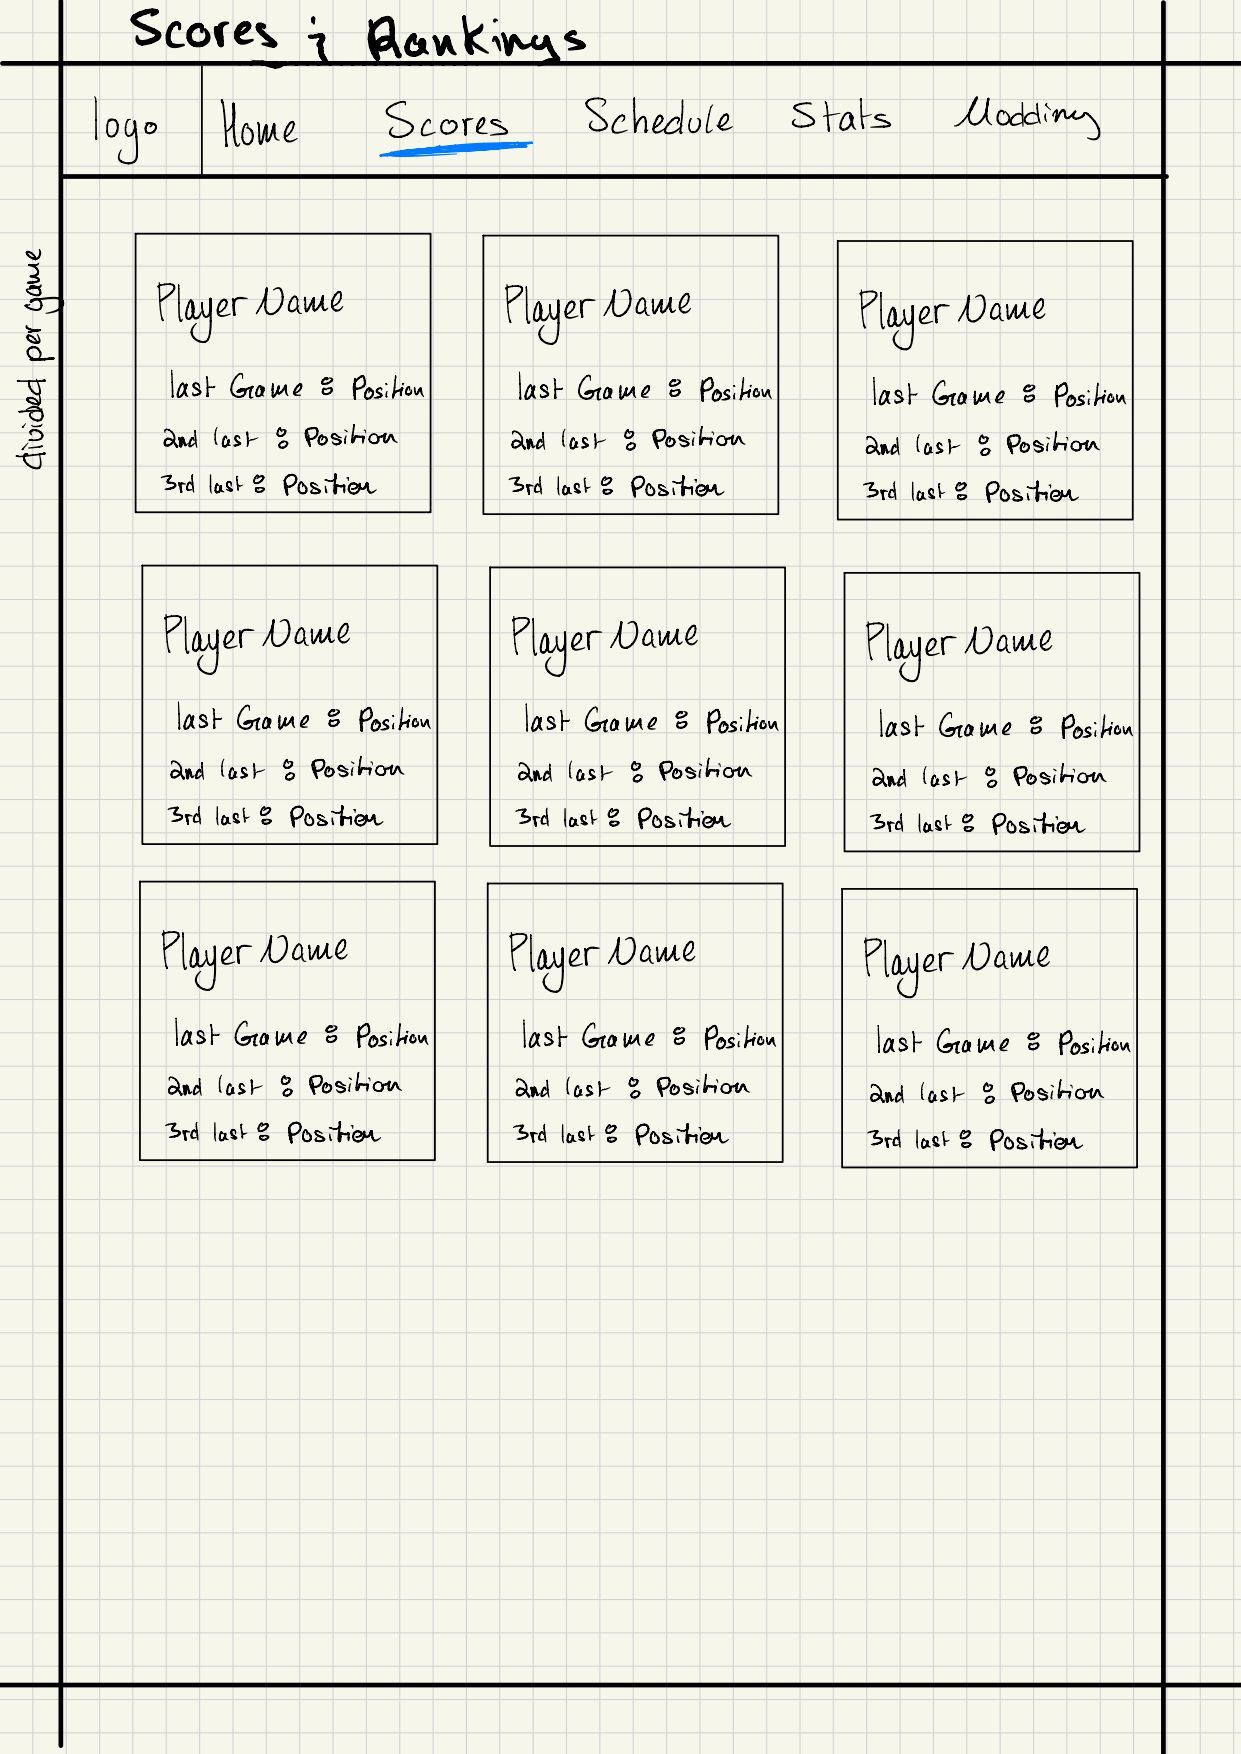 Scores & Rankings
logo Home Scores Schedule Stats Modding
divided per game
Player Name
last Game : Position
2nd last : Position
3rd last : Position
Player Name
last Game : Position
2nd last : Position
3rd last : Position
Player Name
last Game : Position
2nd last : Position
3rd last : Position
Player Name
last Game : Position
2nd last : Position
3rd last : Position
Player Name
last Game : Position
2nd last : Position
3rd last : Position
Player Name
last Game : Position
2nd last : Position
3rd last : Position
Player Name
last Game : Position
2nd last : Position
3rd last : Position
Player Name
last Game : Position
2nd last : Position
3rd last : Position
Player Name
last Game : Position
2nd last : Position
3rd last : Position